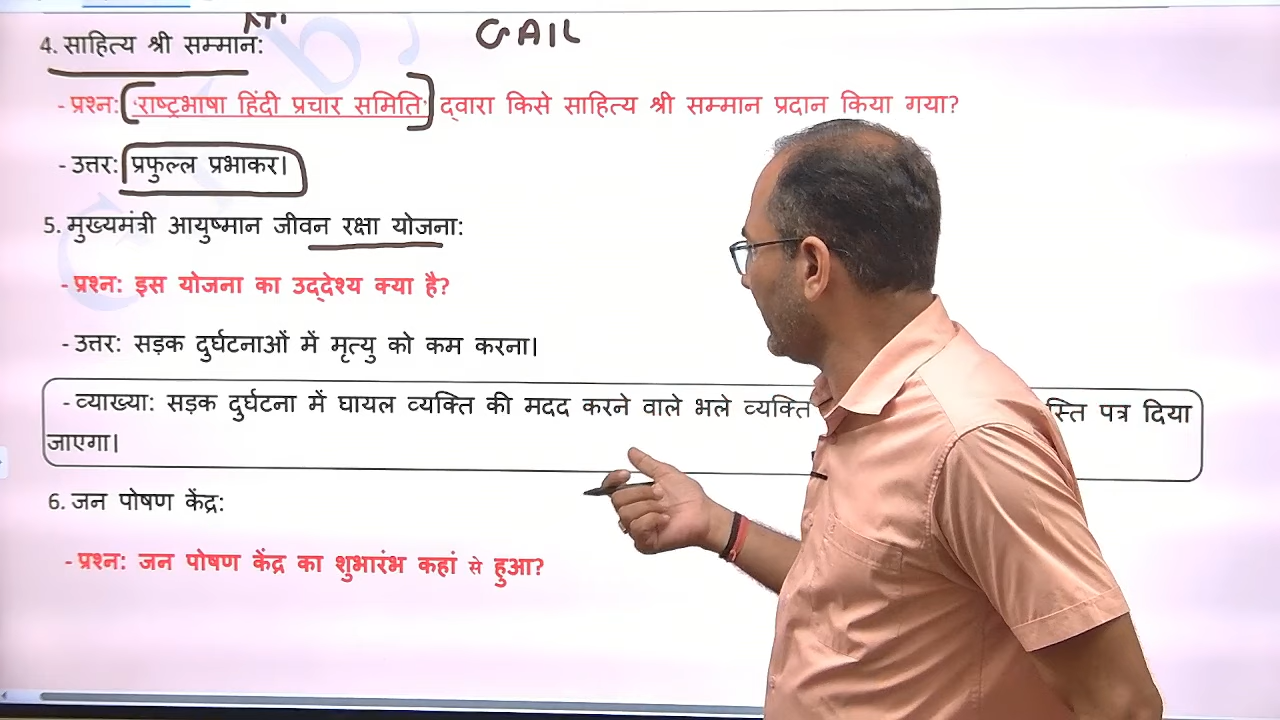 GAIL
4. साहित्य श्री सम्मान:
- प्रश्न: 'राष्ट्रभाषा हिंदी प्रचार समिति' द्वारा किसे साहित्य श्री सम्मान प्रदान किया गया?
- उत्तर: प्रफुल्ल प्रभाकर।
5. मुख्यमंत्री आयुष्मान जीवन रक्षा योजना:
- प्रश्न: इस योजना का उद्देश्य क्या है?
- उत्तर: सड़क दुर्घटनाओं में मृत्यु को कम करना।
- व्याख्या: सड़क दुर्घटना में घायल व्यक्ति की मदद करने वाले भले व्यक्ति पत्र दिया
जाएगा।
6. जन पोषण केंद्र:
- प्रश्न: जन पोषण केंद्र का शुभारंभ कहां से हुआ?